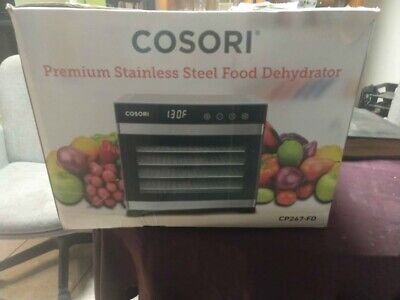 COSORI®
Premium Stainless Steel Food Dehydrator
COSORI
130F
CP267-FD